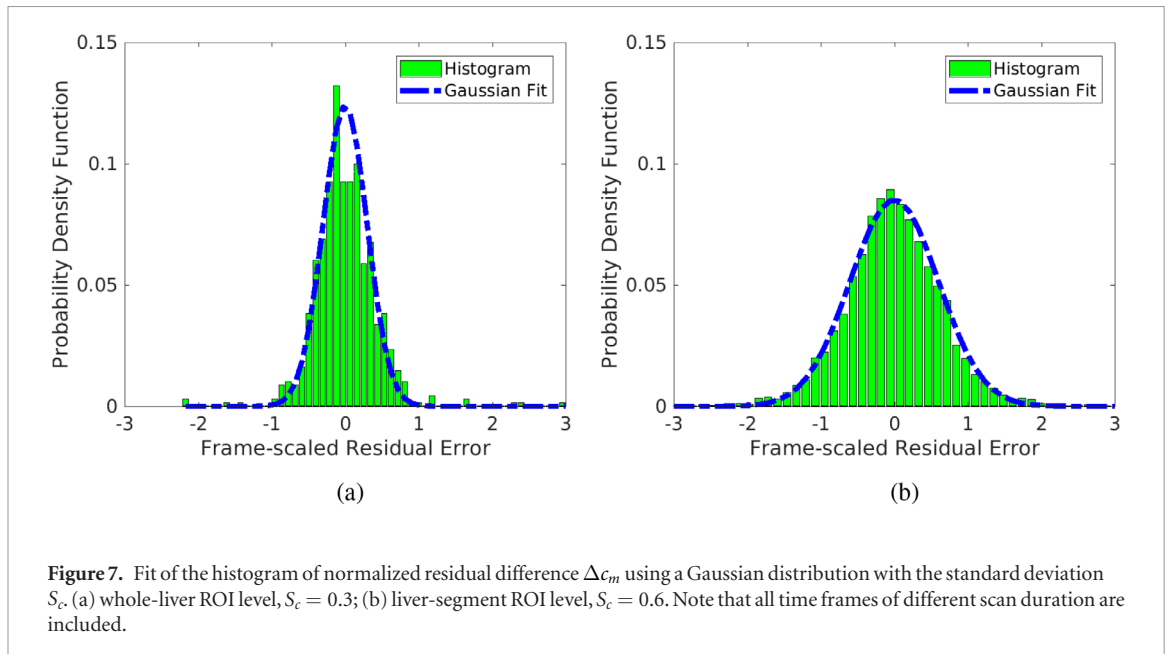 0.15
0.1
0.05
0
Probability Density Function
-3 -2 -1 0 1 2 3
Frame-scaled Residual Error
Histogram
Gaussian Fit
(a)
0.15
0.1
0.05
0
Probability Density Function
-3 -2 -1 0 1 2 3
Frame-scaled Residual Error
Histogram
Gaussian Fit
(b)
Figure 7. Fit of the histogram of normalized residual difference Δc_m using a Gaussian distribution with the standard deviation
S_c. (a) whole-liver ROI level, S_c = 0.3; (b) liver-segment ROI level, S_c = 0.6. Note that all time frames of different scan duration are
included.